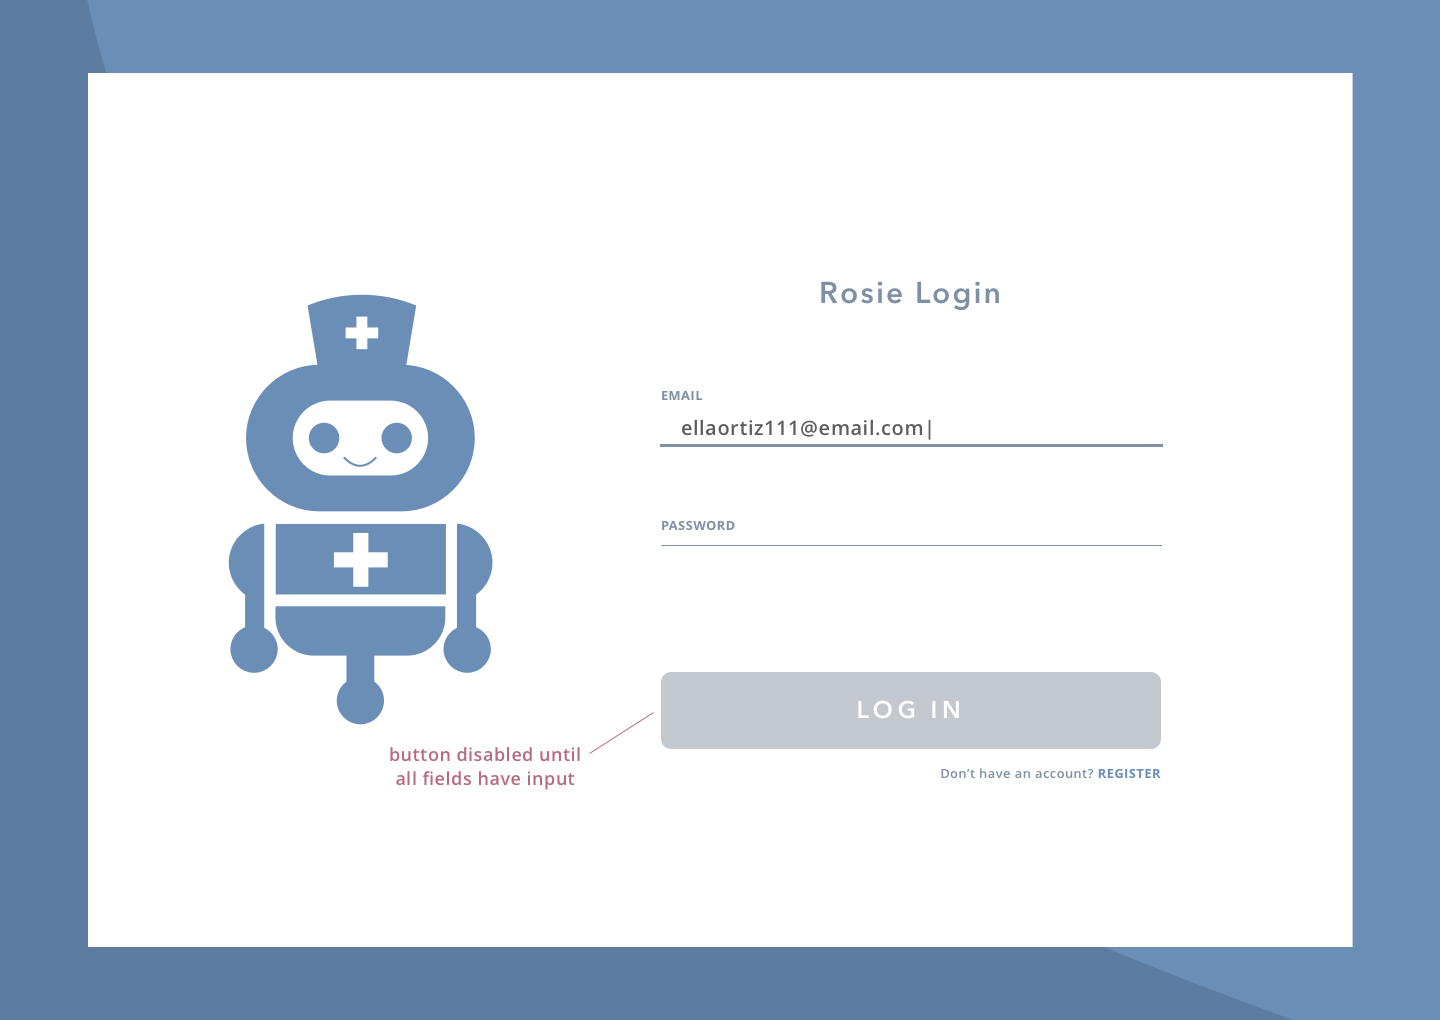 Rosie Login
EMAIL
ellaortiz111@email.com|
PASSWORD
LOG IN
button disabled until
all fields have input
Don’t have an account? REGISTER